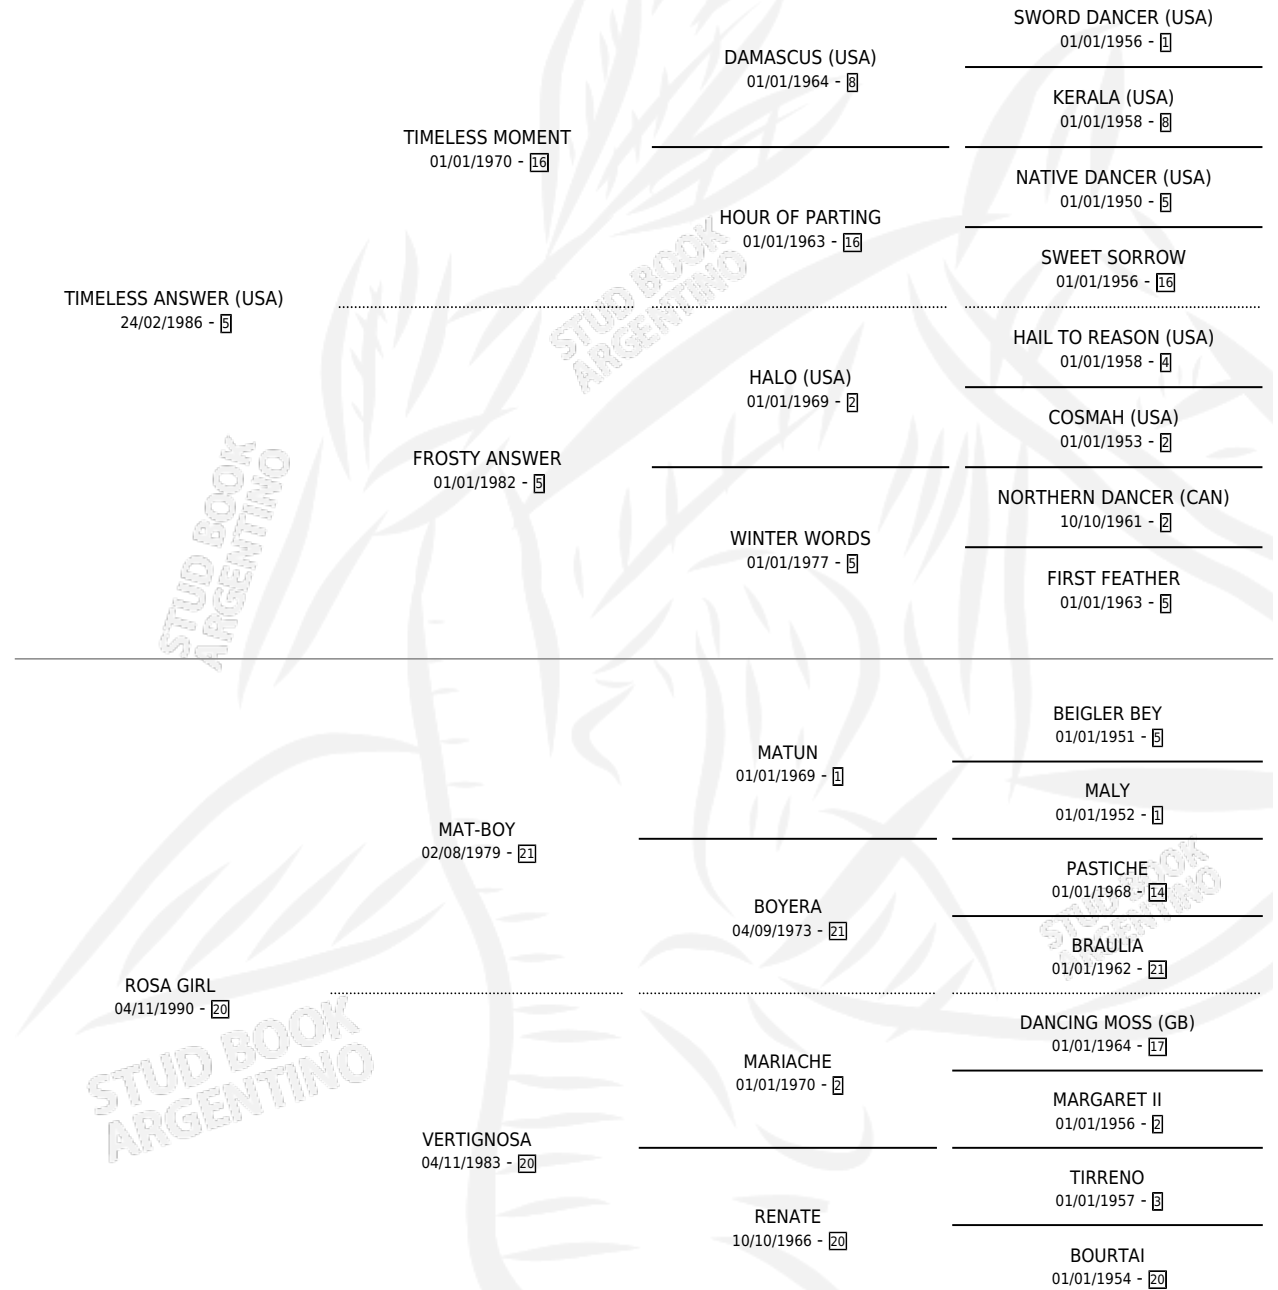 SWORD DANCER (USA)
01/01/1956 - 1
DAMASCUS (USA)
01/01/1964 - 8
KERALA (USA)
01/01/1958 - 8
TIMELESS MOMENT
01/01/1970 - 16
NATIVE DANCER (USA)
01/01/1950 - 5
HOUR OF PARTING
01/01/1963 - 16
SWEET SORROW
01/01/1956 - 16
TIMELESS ANSWER (USA)
24/02/1986 - 5
HAIL TO REASON (USA)
01/01/1958 - 4
HALO (USA)
01/01/1969 - 2
COSMAH (USA)
01/01/1953 - 2
FROSTY ANSWER
01/01/1982 - 5
NORTHERN DANCER (CAN)
10/10/1961 - 2
WINTER WORDS
01/01/1977 - 5
FIRST FEATHER
01/01/1963 - 5
BEIGLER BEY
01/01/1951 - 5
MATUN
01/01/1969 - 1
MALY
01/01/1952 - 1
MAT-BOY
02/08/1979 - 21
PASTICHE
01/01/1968 - 14
BOYERA
04/09/1973 - 21
BRAULIA
01/01/1962 - 21
ROSA GIRL
04/11/1990 - 20
DANCING MOSS (GB)
01/01/1964 - 17
MARIACHE
01/01/1970 - 2
MARGARET II
01/01/1956 - 2
VERTIGNOSA
04/11/1983 - 20
TIRRENO
01/01/1957 - 3
RENATE
10/10/1966 - 20
BOURTAI
01/01/1954 - 20
STUD BOOK
ARGENTINO
STUD BOOK
ARGENTINO
STUD BOOK
ARGENTINO
STUD BOOK
ARGENTINO